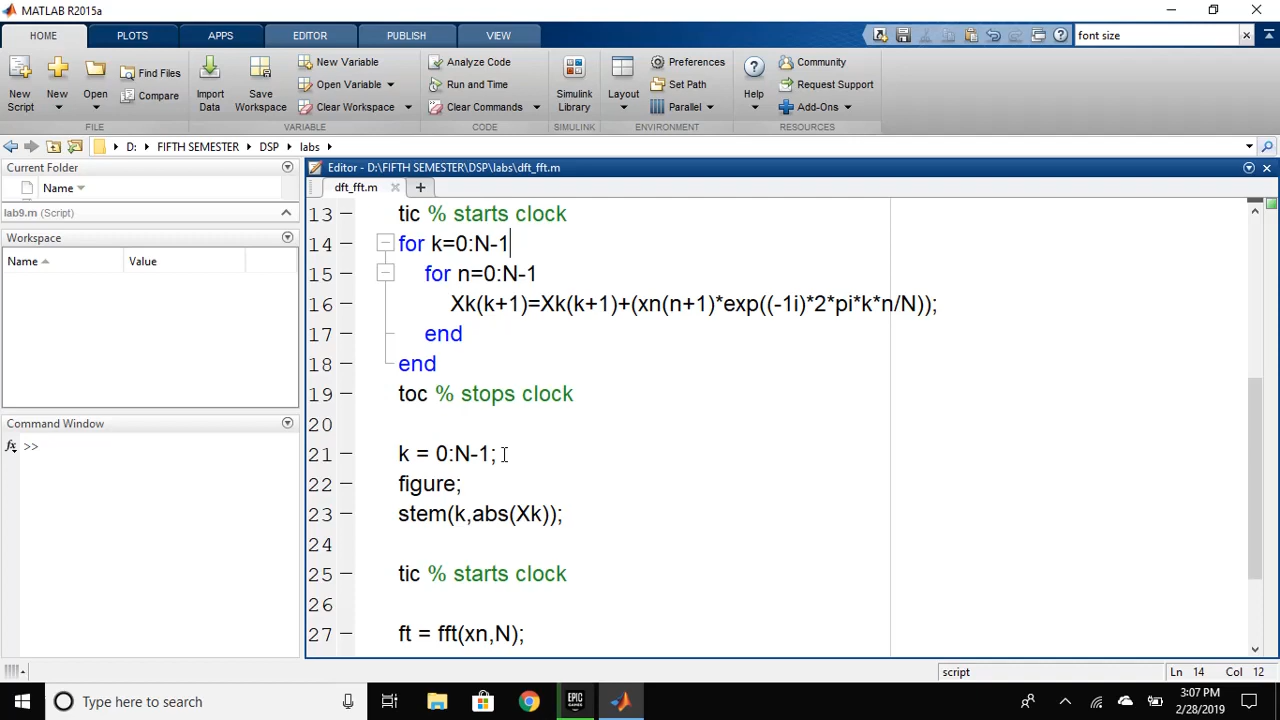 MATLAB R2015a
HOME PLOTS APPS EDITOR PUBLISH VIEW font size
New Script New Open Find Files Compare Import Data Save Workspace New Variable Open Variable Clear Workspace Analyze Code Run and Time Clear Commands Simulink Library Layout Preferences Set Path Parallel Help Community Request Support Add-Ons
FILE VARIABLE CODE SIMULINK ENVIRONMENT RESOURCES
D: FIFTH SEMESTER DSP labs
Current Folder
Name
lab9.m (Script)
Workspace
Name Value
Command Window
fx >>
Editor - D:\FIFTH SEMESTER\DSP\labs\dft_fft.m
dft_fft.m
13 tic % starts clock
14 for k=0:N-1
15 for n=0:N-1
16 Xk(k+1)=Xk(k+1)+(xn(n+1)*exp((-1i)*2*pi*k*n/N));
17 end
18 end
19 toc % stops clock
20
21 k = 0:N-1;
22 figure;
23 stem(k,abs(Xk));
24
25 tic % starts clock
26
27 ft = fft(xn,N);
script Ln 14 Col 12
Type here to search
EPIC GAMES
3:07 PM
2/28/2019